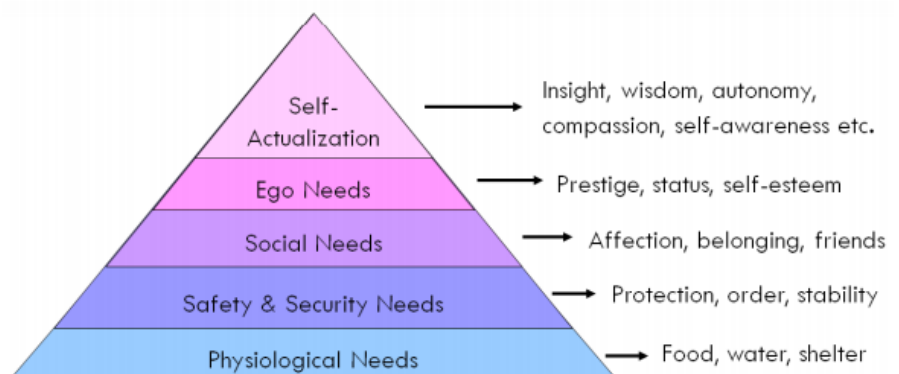 Self-
Actualization
Insight, wisdom, autonomy,
compassion, self-awareness etc.
Ego Needs
Prestige, status, self-esteem
Social Needs
Affection, belonging, friends
Safety & Security Needs
Protection, order, stability
Physiological Needs
Food, water, shelter